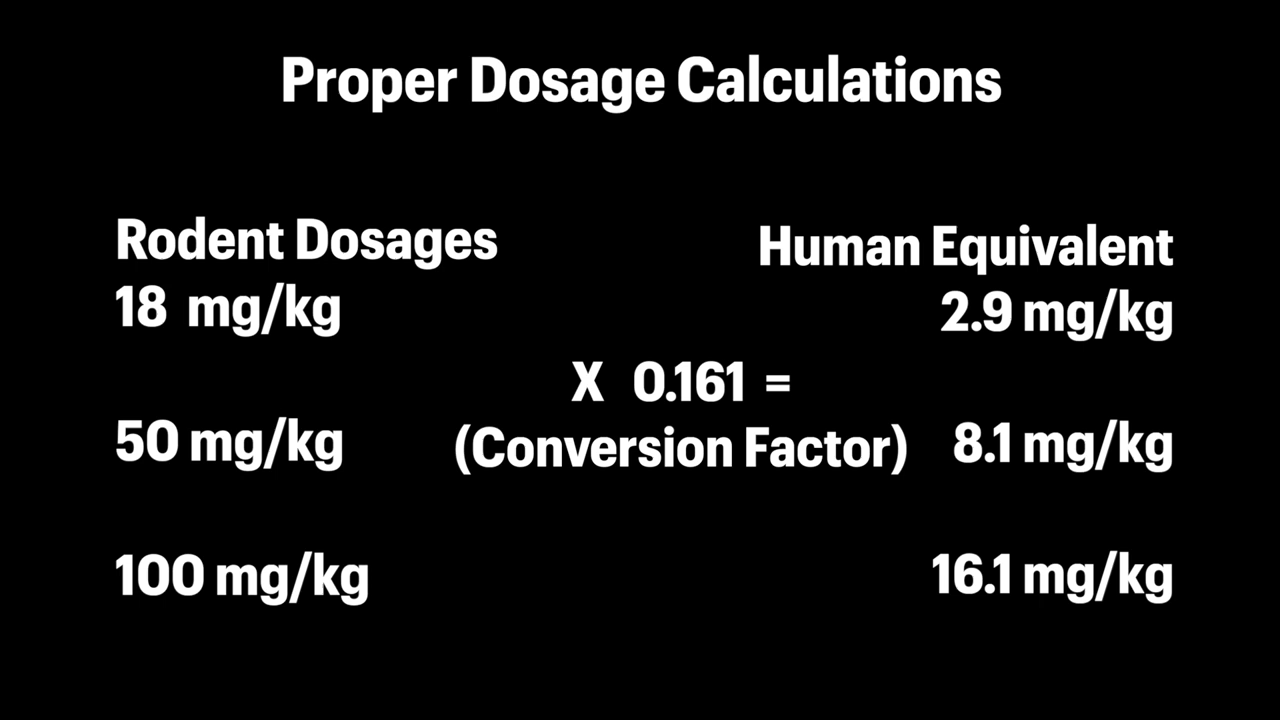 Proper Dosage Calculations
Rodent Dosages
Human Equivalent
18 mg/kg
2.9 mg/kg
X 0.161 =
50 mg/kg
(Conversion Factor)
8.1 mg/kg
100 mg/kg
16.1 mg/kg